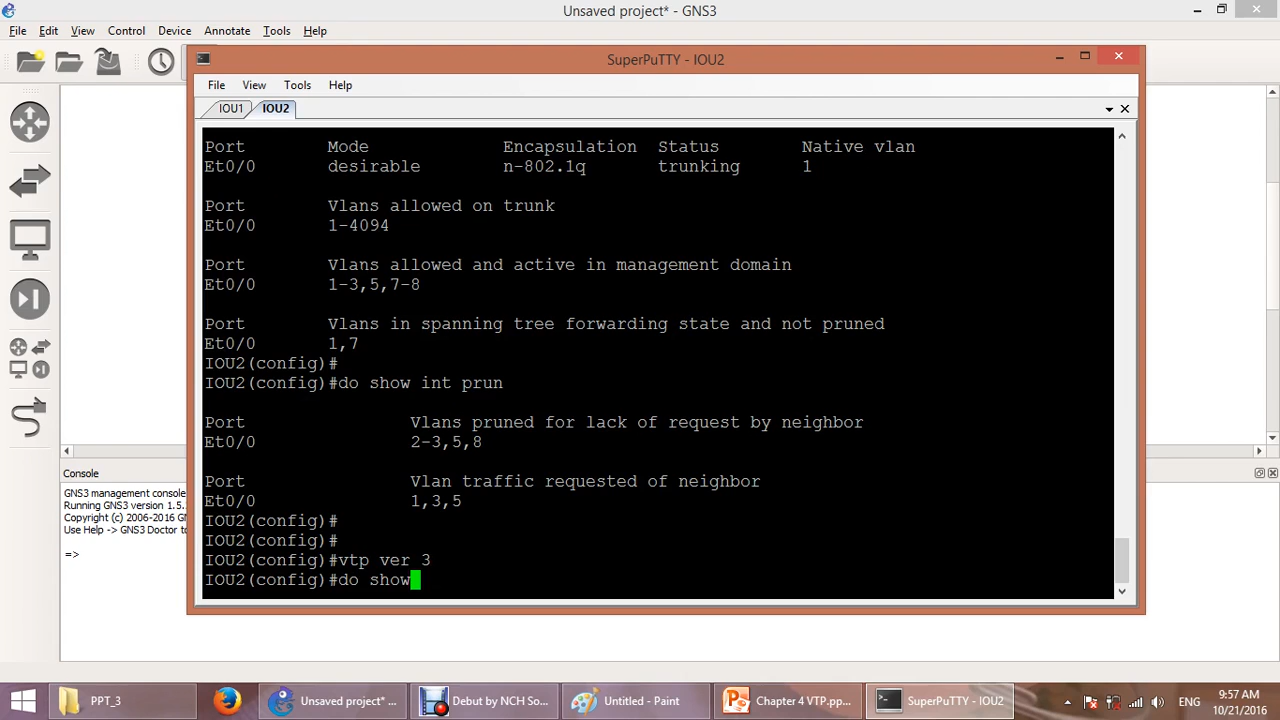 Unsaved project* - GNS3
File Edit View Control Device Annotate Tools Help
SuperPuTTY - IOU2
File View Tools Help
IOU1 IOU2
Port Mode Encapsulation Status Native vlan
Et0/0 desirable n-802.1q trunking 1
Port Vlans allowed on trunk
Et0/0 1-4094
Port Vlans allowed and active in management domain
Et0/0 1-3,5,7-8
Port Vlans in spanning tree forwarding state and not pruned
Et0/0 1,7
IOU2(config)#
IOU2(config)#do show int prun
Port Vlans pruned for lack of request by neighbor
Et0/0 2-3,5,8
Port Vlan traffic requested of neighbor
Et0/0 1,3,5
IOU2(config)#
IOU2(config)#
IOU2(config)#vtp ver 3
IOU2(config)#do show
Console
GNS3 management console
Running GNS3 version 1.5.
Copyright (c) 2006-2016 GN
Use Help -> GNS3 Doctor to
=>
PPT_3
Unsaved project*...
Debut by NCH So...
Untitled - Paint
Chapter 4 VTP.pp...
SuperPuTTY - IOU2
ENG
9:57 AM
10/21/2016